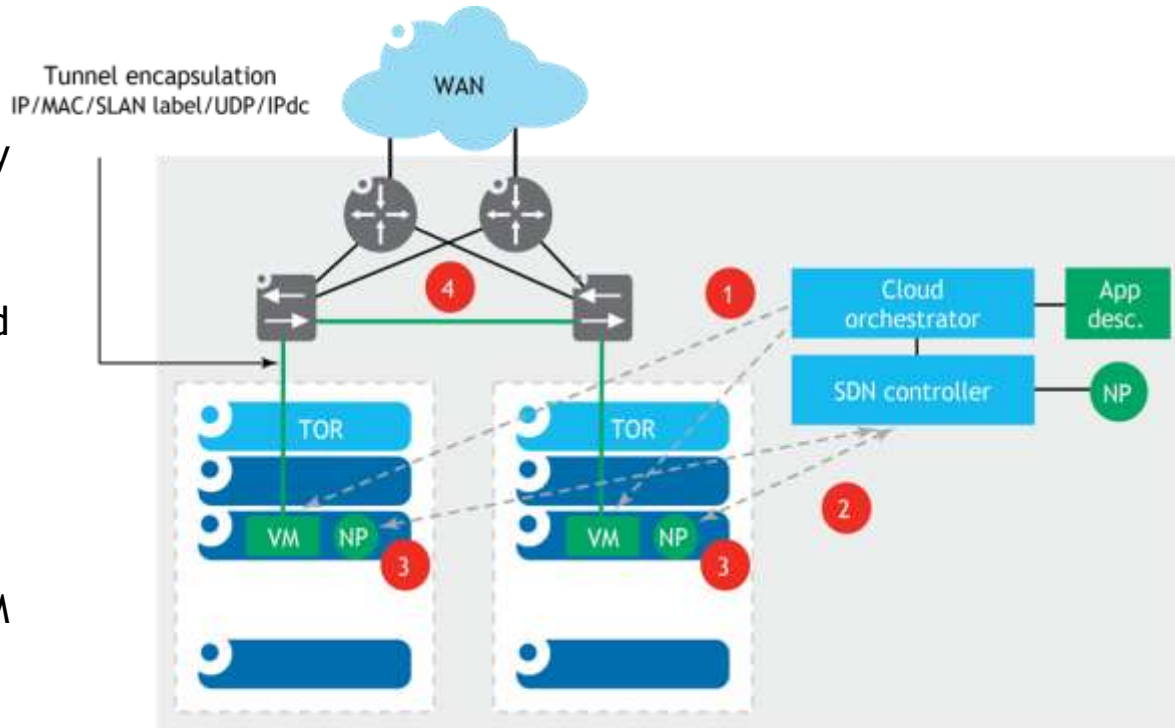 WAN
Tunnel encapsulation
IP/MAC/SLAN label/UDP/IPdc
y
d
M
4
1
Cloud
orchestrator
App
desc.
SDN controller
NP
TOR
TOR
2
VM
NP
3
VM
NP
3